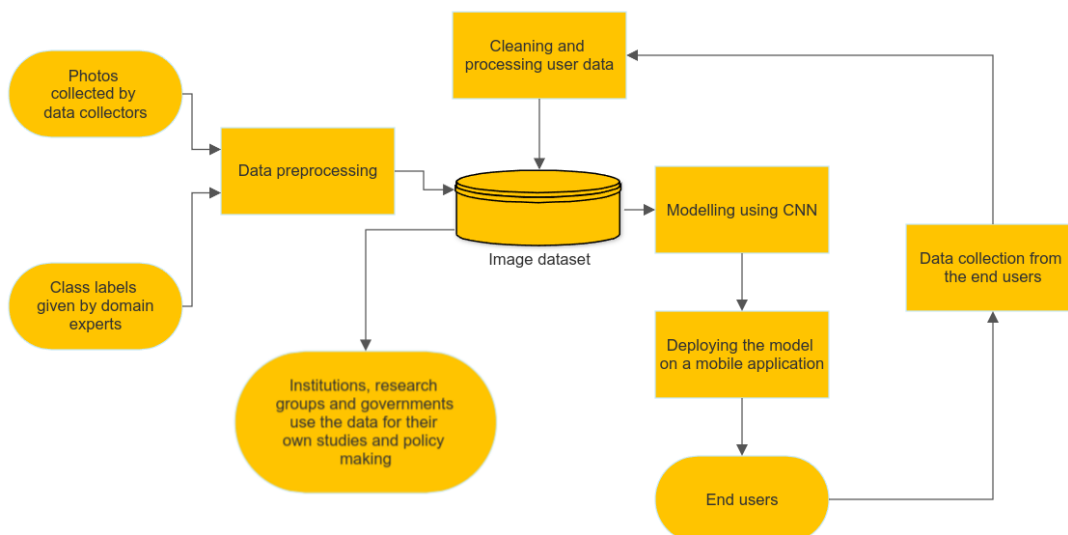 Cleaning and
processing user data
Photos
collected by
data collectors
Data preprocessing
Modelling using CNN
Image dataset
Data collection from
the end users
Class labels
given by domain
experts
Deploying the model
on a mobile application
Institutions, research
groups and governments
use the data for their
own studies and policy
making
End users